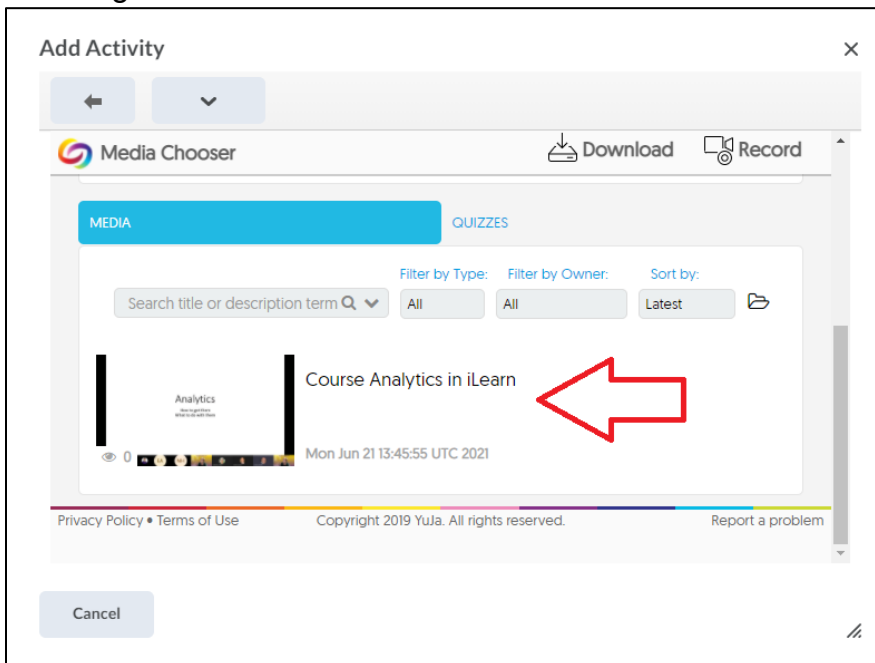 Add Activity
Media Chooser
Download
Record
MEDIA
QUIZZES
Filter by Type:
Filter by Owner:
Sort by:
Search title or description term
All
All
Latest
Analytics
Course Analytics in iLearn
0
Mon Jun 21 13:45:55 UTC 2021
Privacy Policy • Terms of Use
Copyright 2019 YuJa. All rights reserved.
Report a problem
Cancel